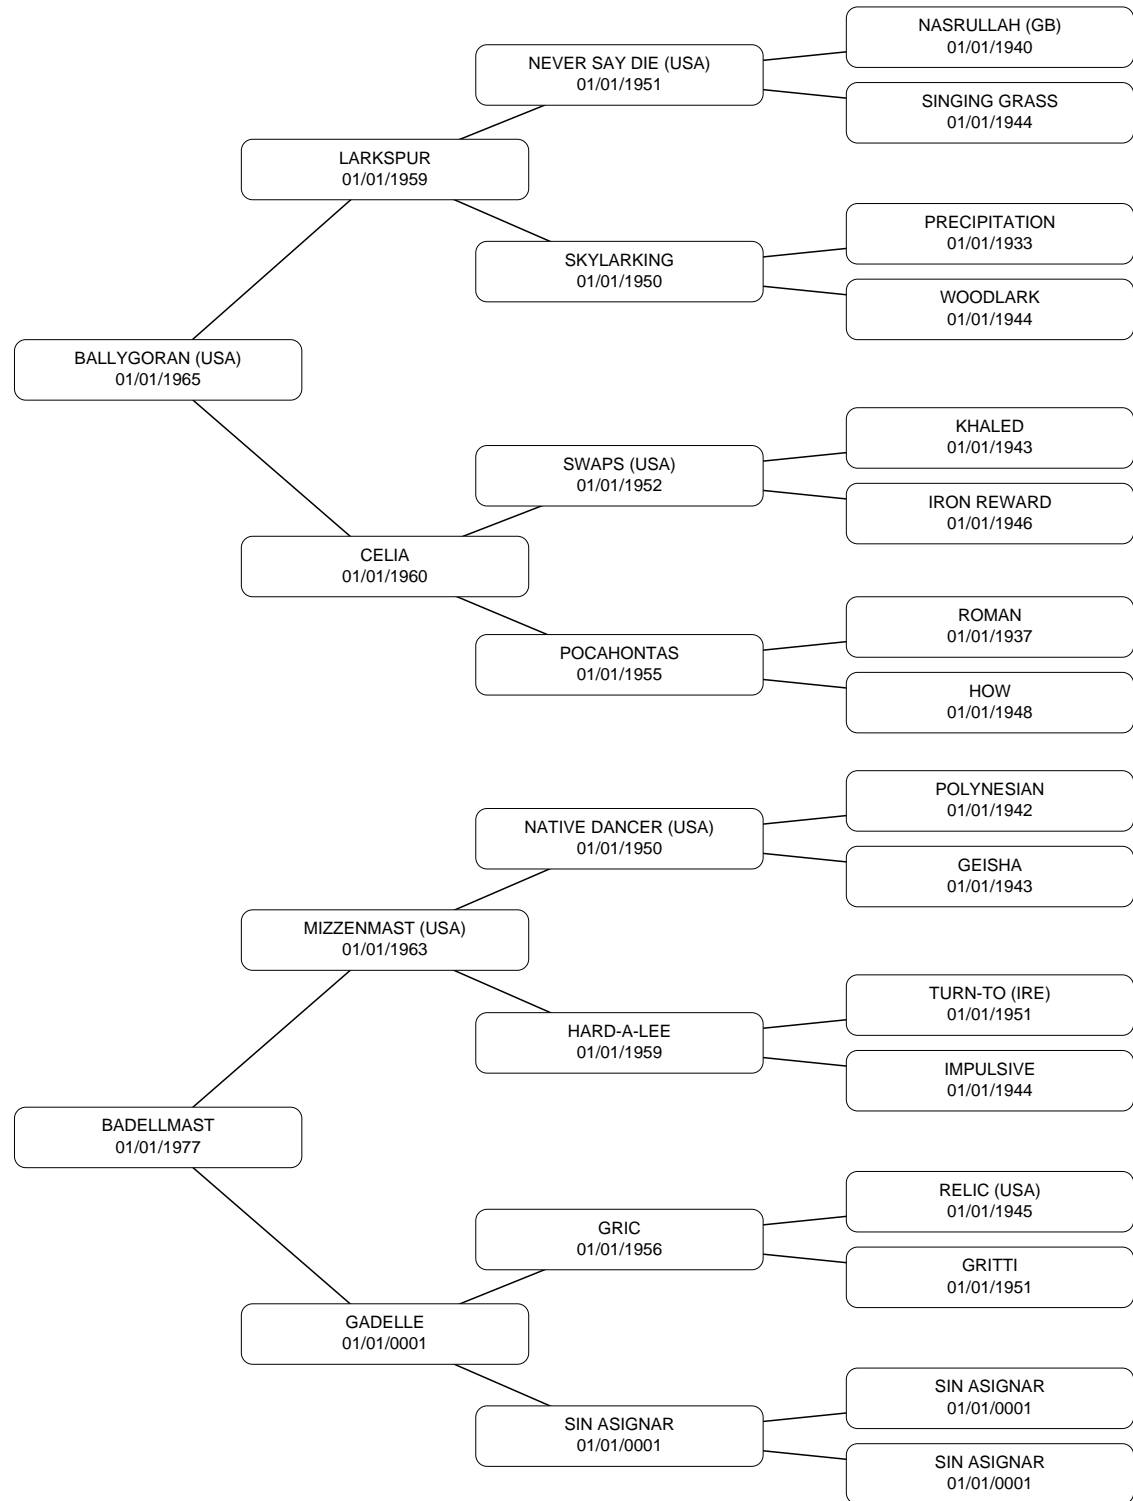 NASRULLAH (GB)
01/01/1940
NEVER SAY DIE (USA)
01/01/1951
SINGING GRASS
01/01/1944
LARKSPUR
01/01/1959
PRECIPITATION
01/01/1933
SKYLARKING
01/01/1950
WOODLARK
01/01/1944
BALLYGORAN (USA)
01/01/1965
KHALED
01/01/1943
SWAPS (USA)
01/01/1952
IRON REWARD
01/01/1946
CELIA
01/01/1960
ROMAN
01/01/1937
POCAHONTAS
01/01/1955
HOW
01/01/1948
POLYNESIAN
01/01/1942
NATIVE DANCER (USA)
01/01/1950
GEISHA
01/01/1943
MIZZENMAST (USA)
01/01/1963
TURN-TO (IRE)
01/01/1951
HARD-A-LEE
01/01/1959
IMPULSIVE
01/01/1944
BADELLMAST
01/01/1977
RELIC (USA)
01/01/1945
GRIC
01/01/1956
GRITTI
01/01/1951
GADELLE
01/01/0001
SIN ASIGNAR
01/01/0001
SIN ASIGNAR
01/01/0001
SIN ASIGNAR
01/01/0001